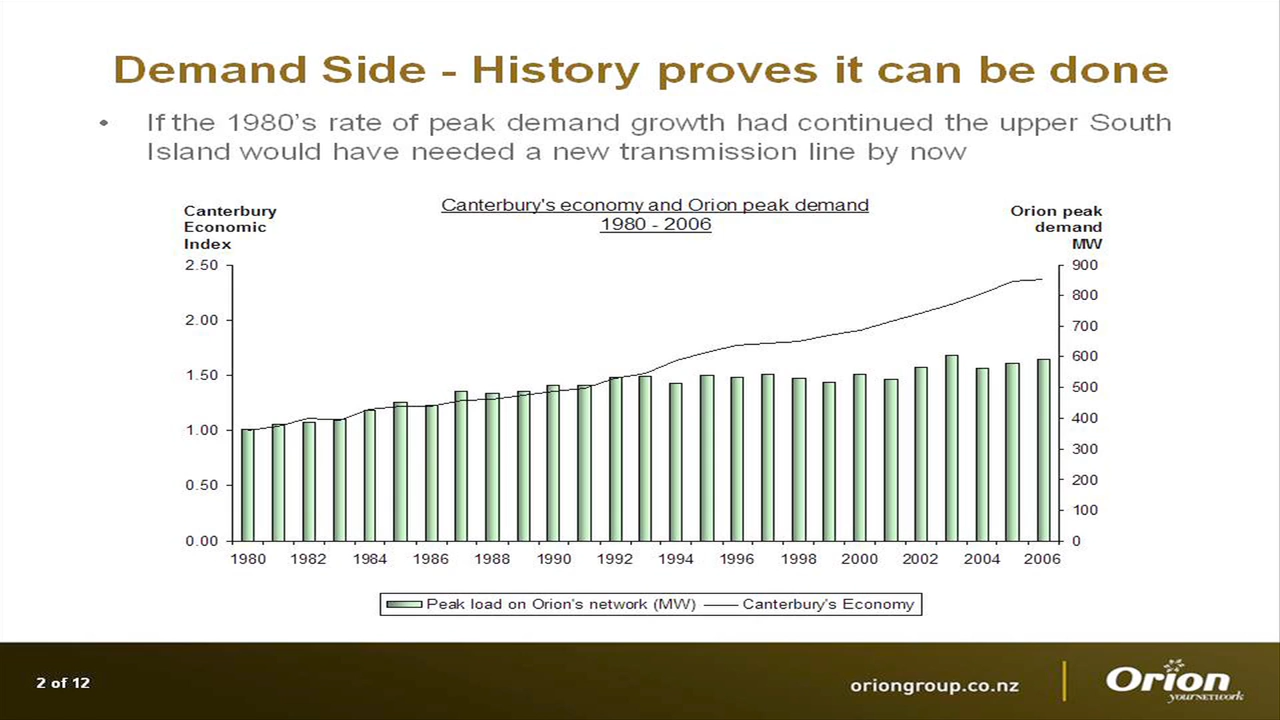 Demand Side - History proves it can be done
• If the 1980's rate of peak demand growth had continued the upper South
Island would have needed a new transmission line by now
Canterbury's economy and Orion peak demand
1980 - 2006
Canterbury
Economic
Index
Orion peak
demand
MW
2.50
2.00
1.50
1.00
0.50
0.00
900
800
700
600
500
400
300
200
100
0
1980 1982 1984 1986 1988 1990 1992 1994 1996 1998 2000 2002 2004 2006
Peak load on Orion's network (MW) Canterbury's Economy
2 of 12
oriongroup.co.nz
Orion
yourNETWORK